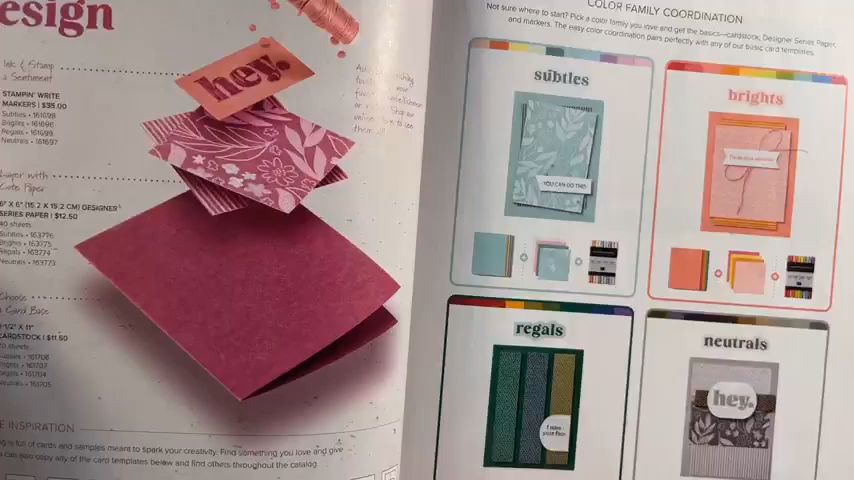 esign
Ink & Stamp
a Sentiment
STAMPIN' WRITE
MARKERS | $35.00
Subtles •
Brights •
Regals •
Neutrals • 161697
Layer with
Cute Paper
6" X 6" (15.2 X 15.2 CM) DESIGNER
SERIES PAPER | $12.50
40 sheets
Subtles • 163776
Brights • 163775
Regals • 163774
Neutrals • 163773
Choose
a Card Base
1/2" X 11"
CARDSTOCK | $11.50
sheets
161706
161707
161704
Neutrals • 161705
E INSPIRATION
g is full of cards and samples meant to spark your creativity. Find something you love and give
can also copy any of the card templates below and find others throughout the catalog.
hey.
COLOR FAMILY COORDINATION
Not sure where to start? Pick a color family you love and get the basics—cardstock, Designer Series Paper,
and markers. The easy color coordination pairs perfectly with any of our basic card templates.
subtles
YOU CAN DO THIS
brights
regals
neutrals
hey.